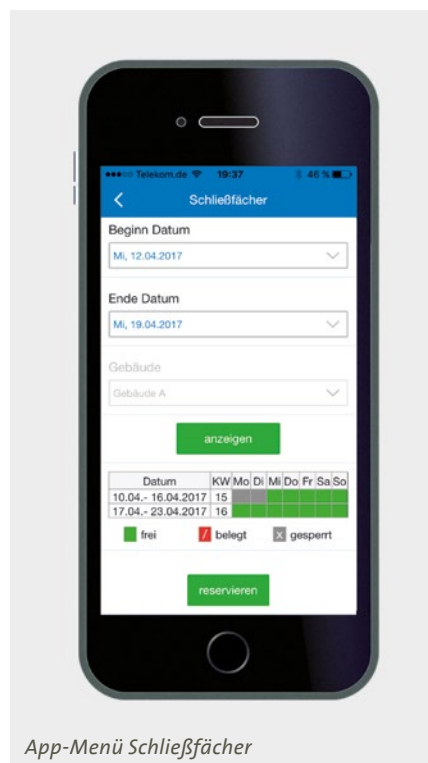 ●●●○○ Telekom.de 19:37 46 %
Schließfächer
Beginn Datum
Mi, 12.04.2017
Ende Datum
Mi, 19.04.2017
Gebäude
Gebäude A
anzeigen
Datum KW Mo Di Mi Do Fr Sa So
10.04.- 16.04.2017 15
17.04.- 23.04.2017 16
frei / belegt x gesperrt
reservieren
App-Menü Schließfächer